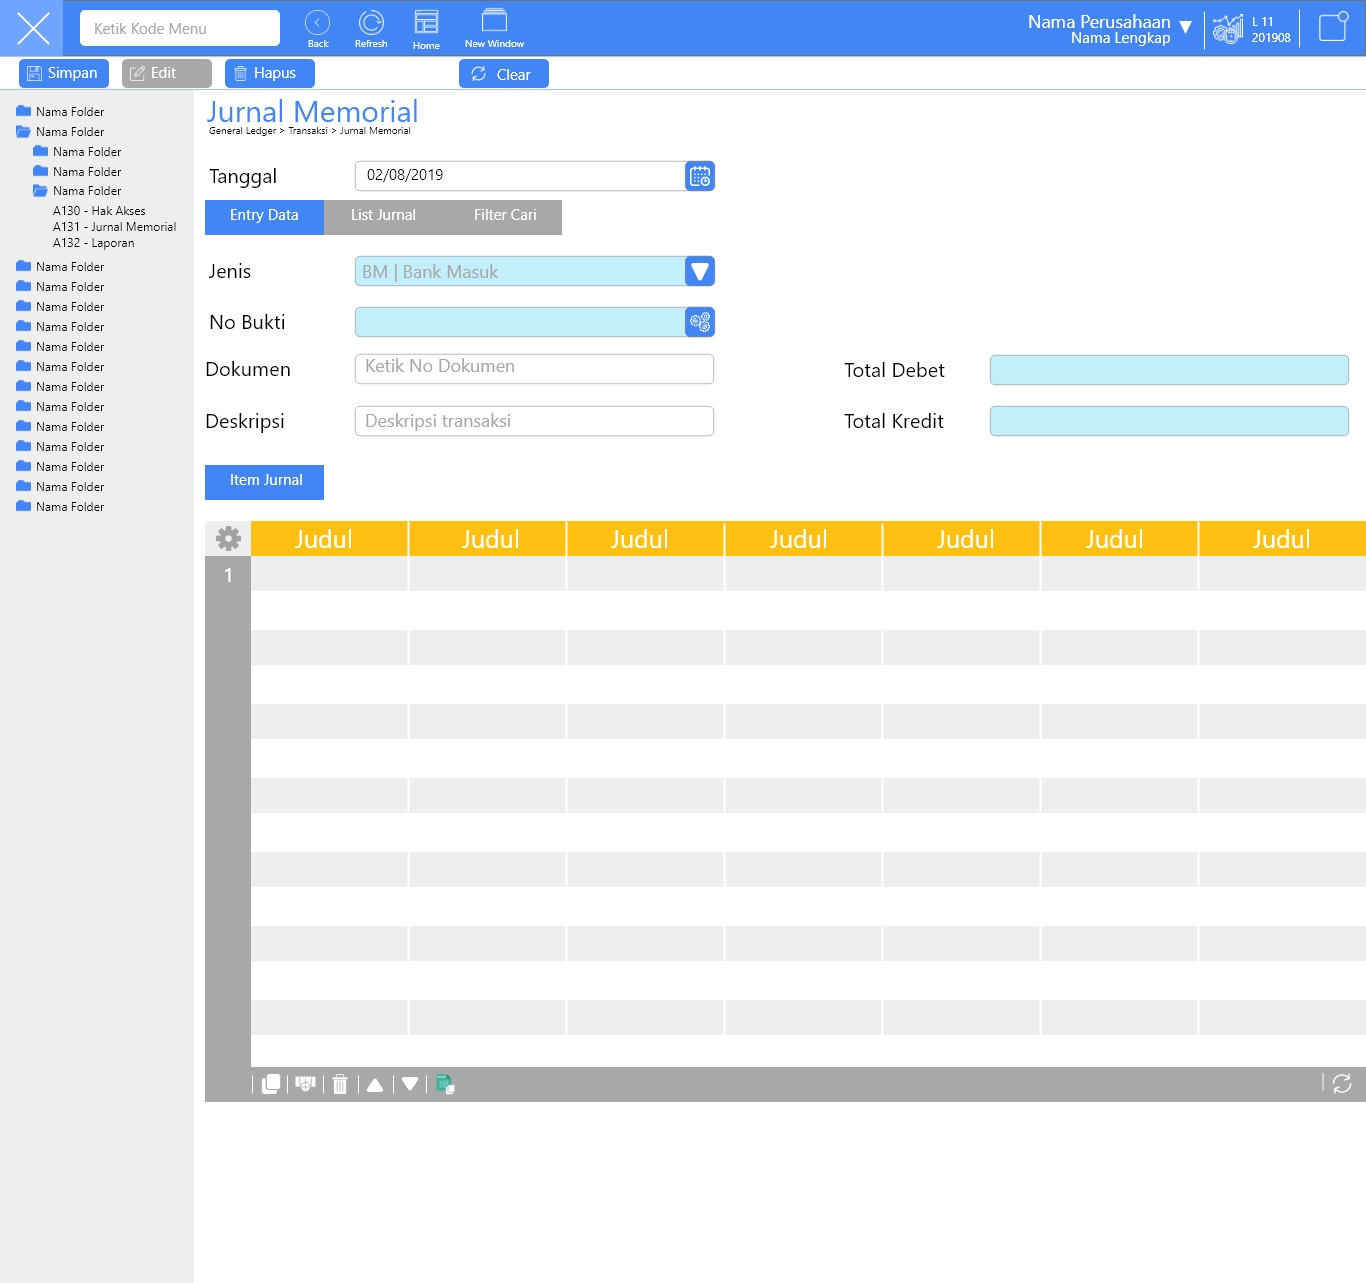 Ketik Kode Menu
Back
Refresh
Home
New Window
Nama Perusahaan
Nama Lengkap
L 11
201908
Simpan
Edit
Hapus
Clear
Nama Folder
Nama Folder
Nama Folder
Nama Folder
Nama Folder
A130 - Hak Akses
A131 - Jurnal Memorial
A132 - Laporan
Nama Folder
Nama Folder
Nama Folder
Nama Folder
Nama Folder
Nama Folder
Nama Folder
Nama Folder
Nama Folder
Nama Folder
Nama Folder
Nama Folder
Nama Folder
Jurnal Memorial
General Ledger > Transaksi > Jurnal Memorial
Tanggal
02/08/2019
Entry Data
List Jurnal
Filter Cari
Jenis
BM | Bank Masuk
No Bukti
Dokumen
Ketik No Dokumen
Total Debet
Deskripsi
Deskripsi transaksi
Total Kredit
Item Jurnal
Judul Judul Judul Judul Judul Judul Judul
1